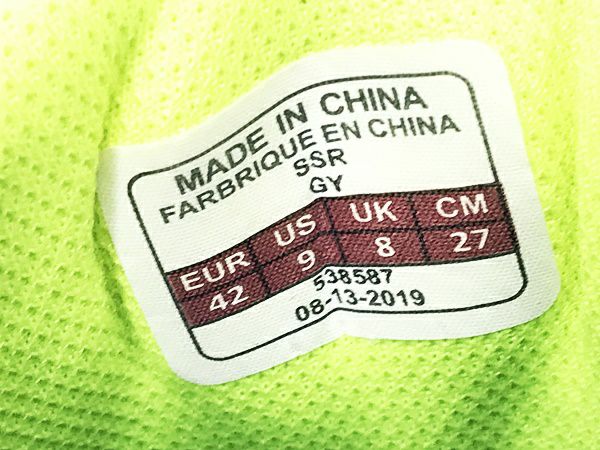 MADE IN CHINA
FARBRIQUE EN CHINA
SSR
GY
EUR US UK CM
42 9 8 27
538587
08-13-2019